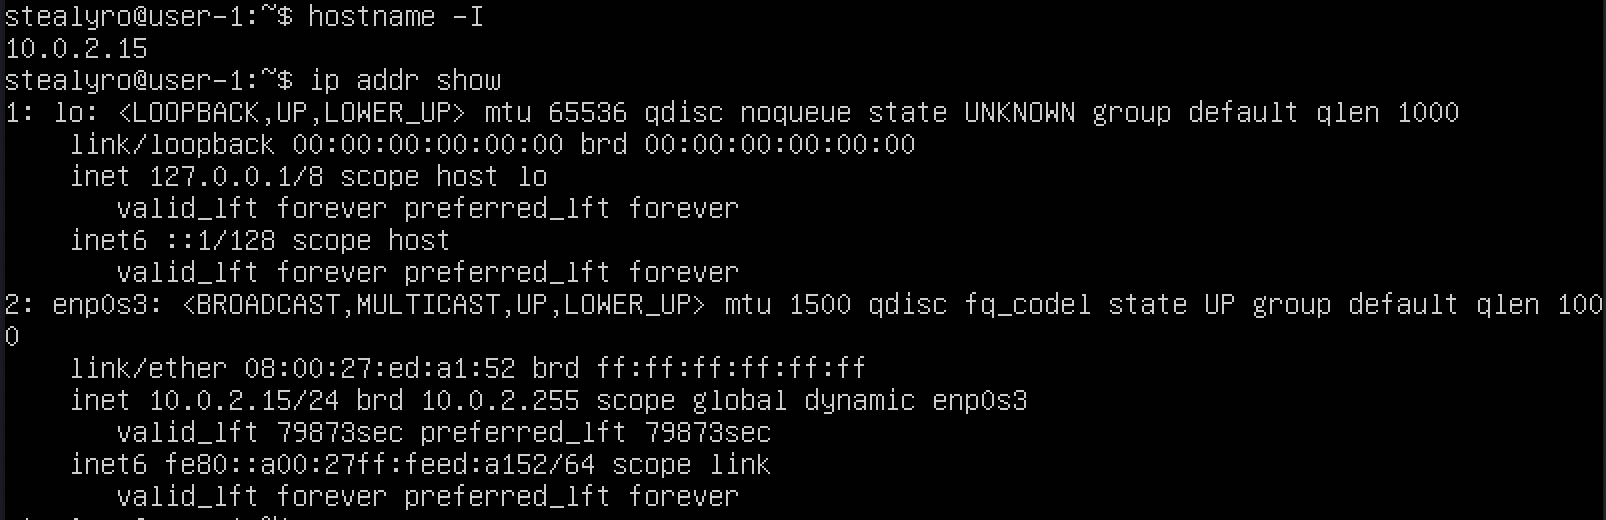 stealyro@user-1:~$ hostname -I
10.0.2.15
stealyro@user-1:~$ ip addr show
1: lo: <LOOPBACK,UP,LOWER_UP> mtu 65536 qdisc noqueue state UNKNOWN group default qlen 1000
    link/loopback 00:00:00:00:00:00 brd 00:00:00:00:00:00
    inet 127.0.0.1/8 scope host lo
       valid_lft forever preferred_lft forever
    inet6 ::1/128 scope host
       valid_lft forever preferred_lft forever
2: enp0s3: <BROADCAST,MULTICAST,UP,LOWER_UP> mtu 1500 qdisc fq_codel state UP group default qlen 100
0
    link/ether 08:00:27:ed:a1:52 brd ff:ff:ff:ff:ff:ff
    inet 10.0.2.15/24 brd 10.0.2.255 scope global dynamic enp0s3
       valid_lft 79873sec preferred_lft 79873sec
    inet6 fe80::a00:27ff:feed:a152/64 scope link
       valid_lft forever preferred_lft forever